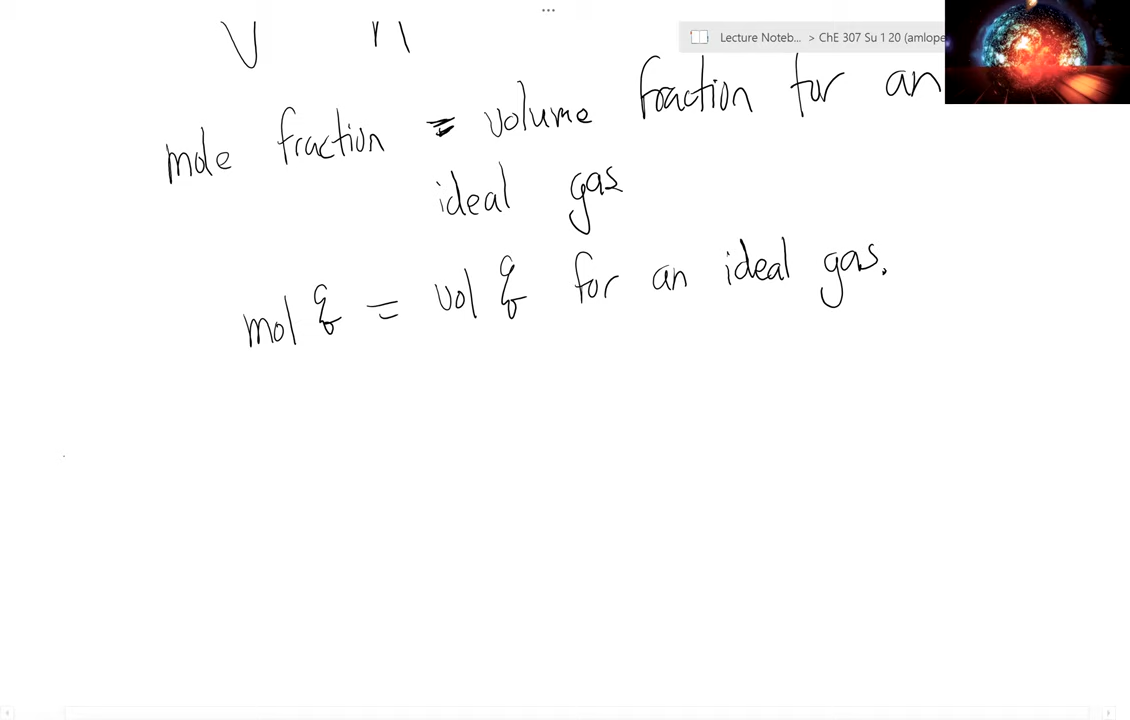 ...
Lecture Noteb... > ChE 307 Su 1 20 (amlope
V n
mole fraction = volume fraction for an
ideal gas
mol % = vol % for an ideal gas.